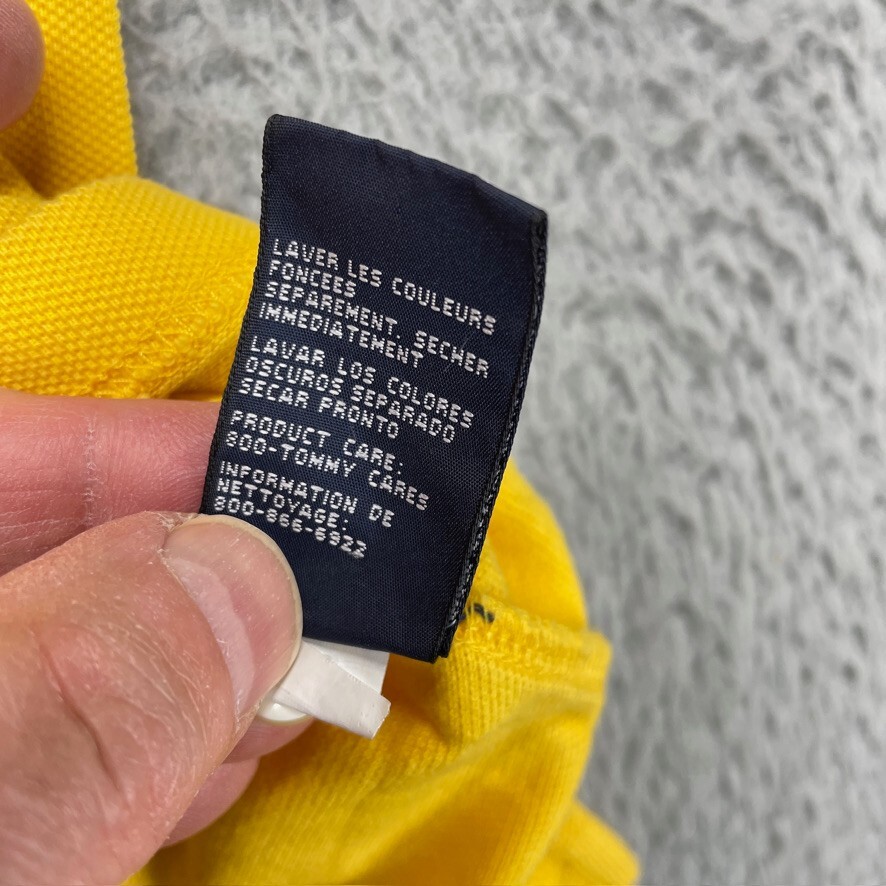 LAVER LES COULEURS
FONCEES
SEPAREMENT. SECHER
IMMEDIATEMENT
LAVAR LOS COLORES
OSCUROS SEPARADO
SECAR PRONTO
PRODUCT CARE:
800-TOMMY CARES
INFORMATION DE
NETTOYAGE:
800-866-6922